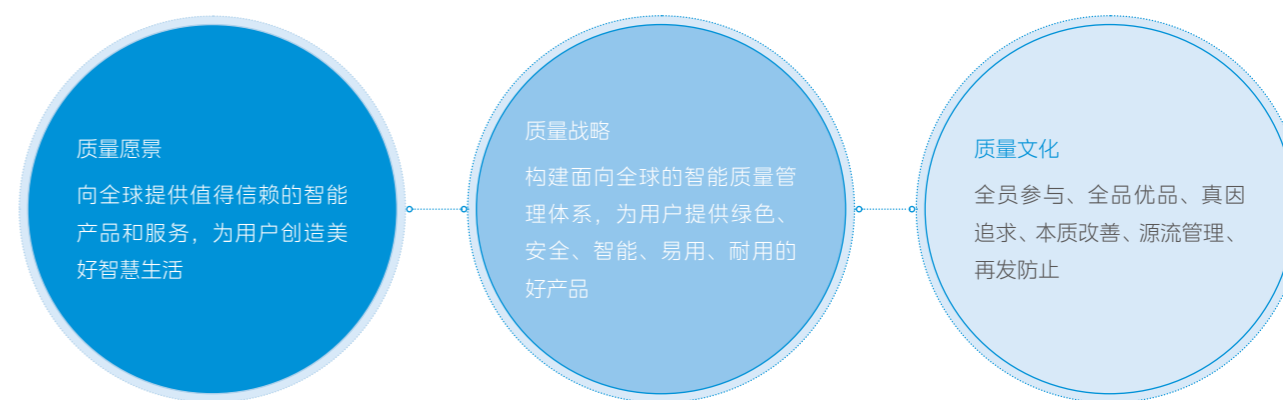 质量愿景
向全球提供值得信赖的智能
产品和服务，为用户创造美
好智慧生活
质量战略
构建面向全球的智能质量管
理体系，为用户提供绿色、
安全、智能、易用、耐用的
好产品
质量文化
全员参与、全品优品、真因
追求、本质改善、源流管理、
再发防止